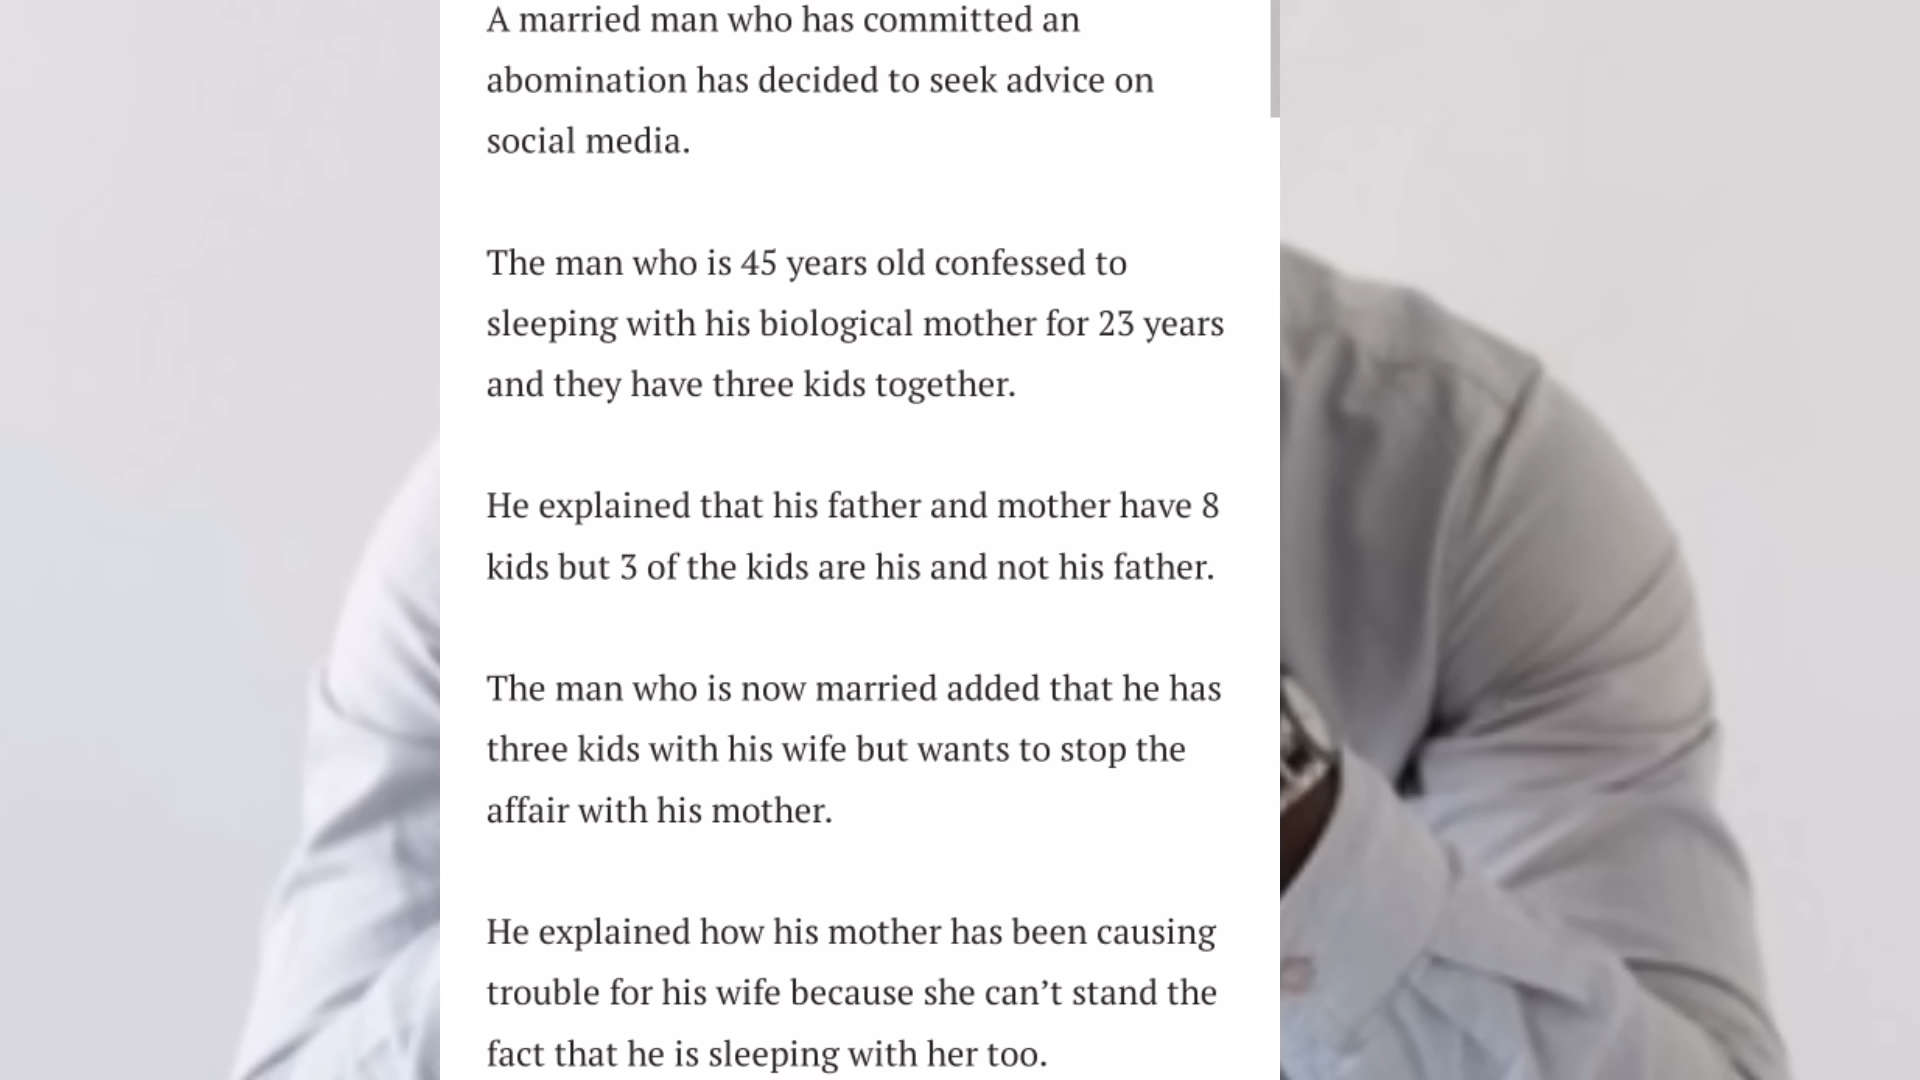 A married man who has committed an
abomination has decided to seek advice on
social media.
The man who is 45 years old confessed to
sleeping with his biological mother for 23 years
and they have three kids together.
He explained that his father and mother have 8
kids but 3 of the kids are his and not his father.
The man who is now married added that he has
three kids with his wife but wants to stop the
affair with his mother.
He explained how his mother has been causing
trouble for his wife because she can’t stand the
fact that he is sleeping with her too.